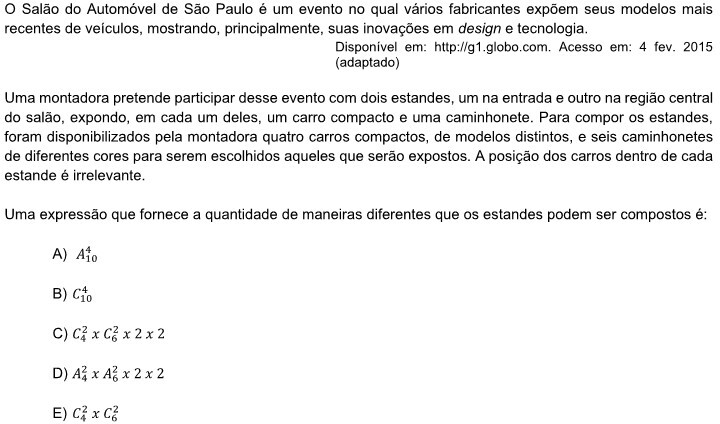 O Salão do Automóvel de São Paulo é um evento no qual vários fabricantes expõem seus modelos mais
recentes de veículos, mostrando, principalmente, suas inovações em design e tecnologia.
Disponível em: http://g1.globo.com. Acesso em: 4 fev. 2015
(adaptado)
Uma montadora pretende participar desse evento com dois estandes, um na entrada e outro na região central
do salão, expondo, em cada um deles, um carro compacto e uma caminhonete. Para compor os estandes,
foram disponibilizados pela montadora quatro carros compactos, de modelos distintos, e seis caminhonetes
de diferentes cores para serem escolhidos aqueles que serão expostos. A posição dos carros dentro de cada
estande é irrelevante.
Uma expressão que fornece a quantidade de maneiras diferentes que os estandes podem ser compostos é:
A) $A_{10}^{4}$
B) $C_{10}^{4}$
C) $C_{4}^{2} x C_{6}^{2} x 2 x 2$
D) $A_{4}^{2} x A_{6}^{2} x 2 x 2$
E) $C_{4}^{2} x C_{6}^{2}$